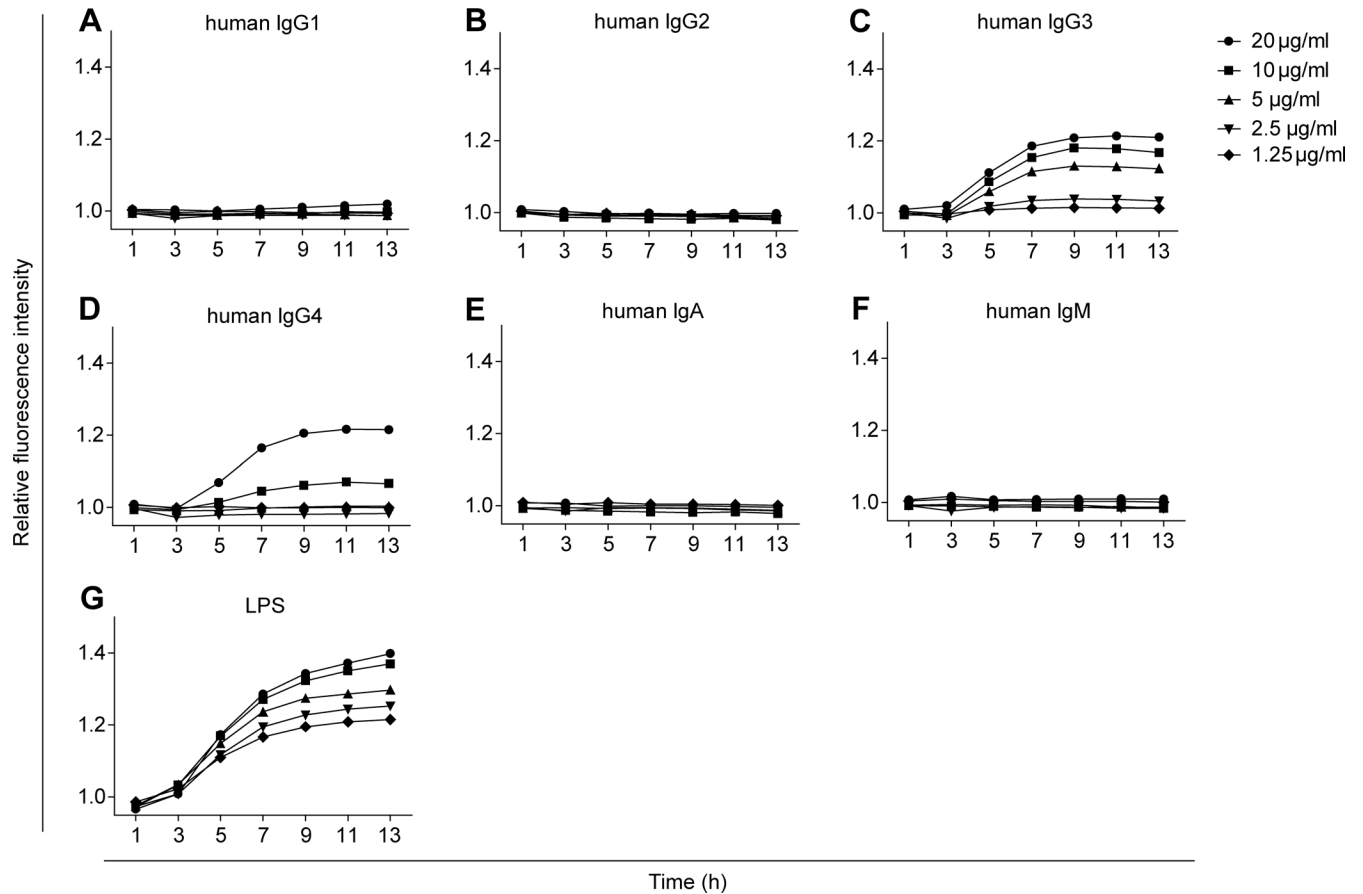 A
human IgG1
1.4
1.2
1.0
1 3 5 7 9 11 13
B
human IgG2
1.4
1.2
1.0
1 3 5 7 9 11 13
C
human IgG3
1.4
1.2
1.0
1 3 5 7 9 11 13
20 µg/ml
10 µg/ml
5 µg/ml
2.5 µg/ml
1.25 µg/ml
Relative fluorescence intensity
D
human IgG4
1.4
1.2
1.0
1 3 5 7 9 11 13
E
human IgA
1.4
1.2
1.0
1 3 5 7 9 11 13
F
human IgM
1.4
1.2
1.0
1 3 5 7 9 11 13
G
LPS
1.4
1.2
1.0
1 3 5 7 9 11 13
Time (h)